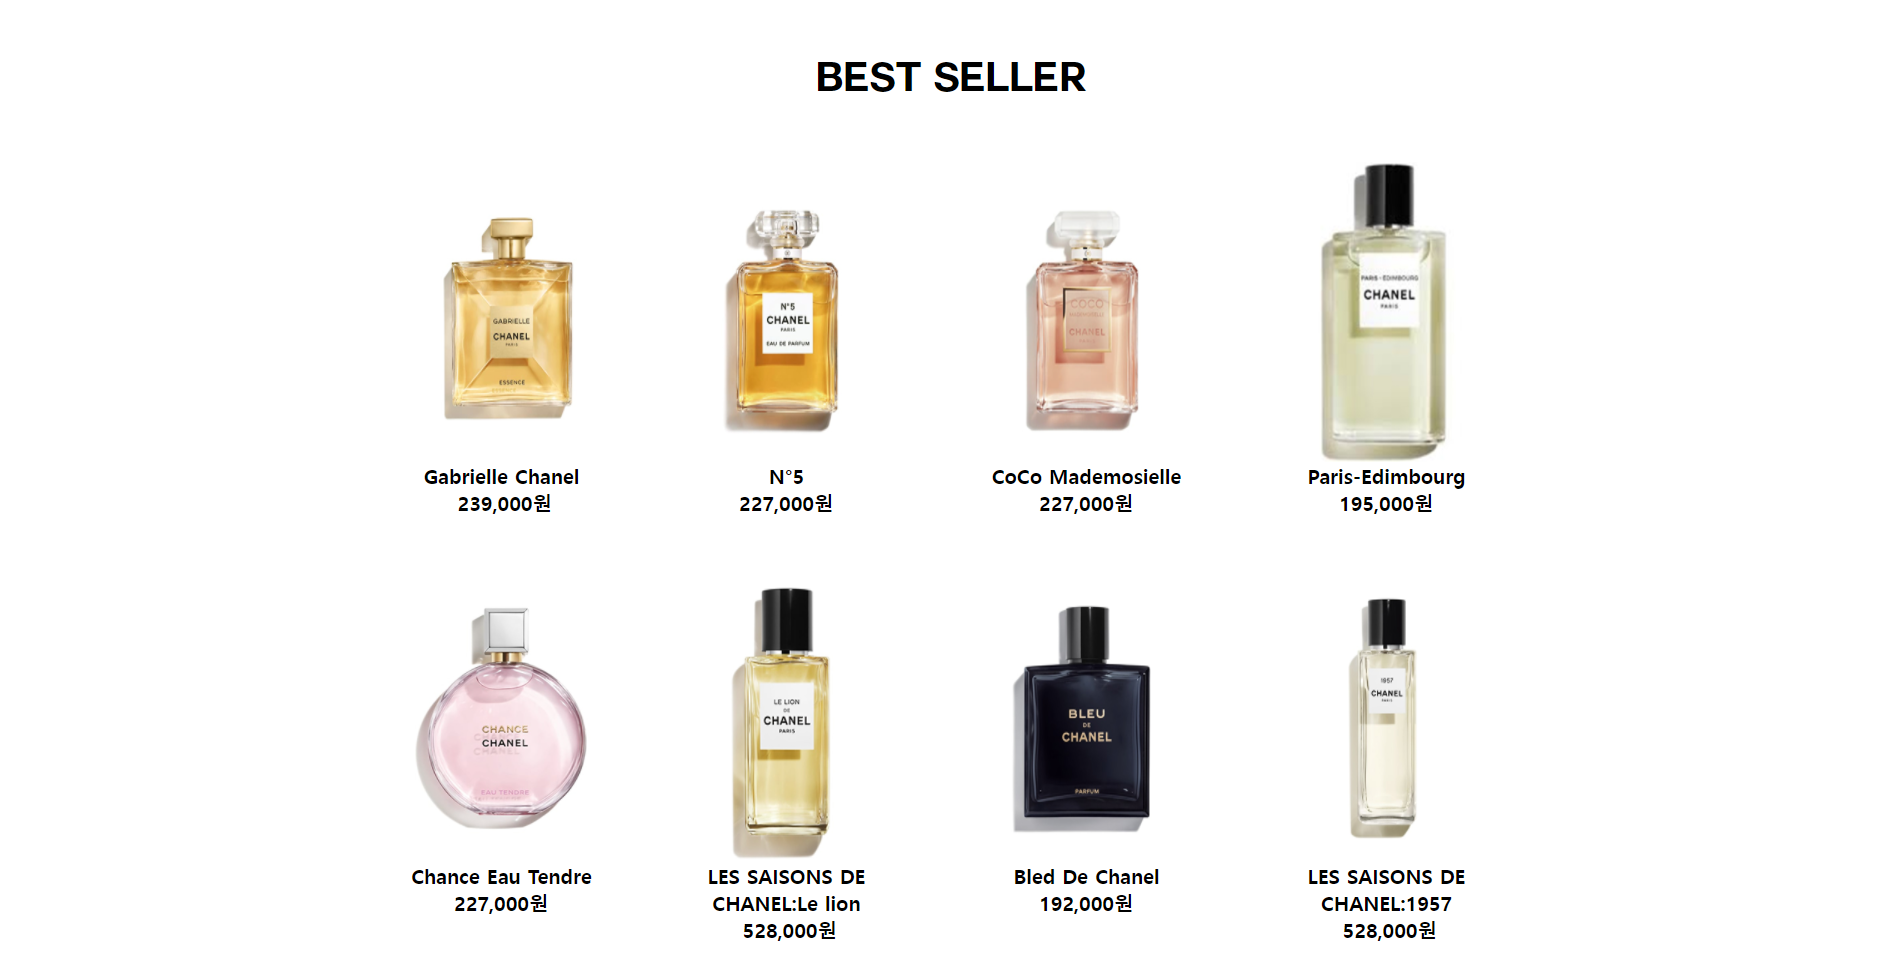 BEST SELLER
GABRIELLE
CHANEL
PARIS
ESSENCE
N°5
CHANEL
PARIS
EAU DE PARFUM
COCO
MADEMOISELLE
CHANEL
PARIS
PARIS - ÉDIMBOURG
CHANEL
PARIS
Gabrielle Chanel
239,000원
N°5
227,000원
CoCo Mademosielle
227,000원
Paris-Edimbourg
195,000원
CHANCE
CHANEL
EAU TENDRE
LE LION
DE
CHANEL
PARIS
BLEU
DE
CHANEL
PARFUM
1957
CHANEL
PARIS
Chance Eau Tendre
227,000원
LES SAISONS DE
CHANEL:Le lion
528,000원
Bled De Chanel
192,000원
LES SAISONS DE
CHANEL:1957
528,000원